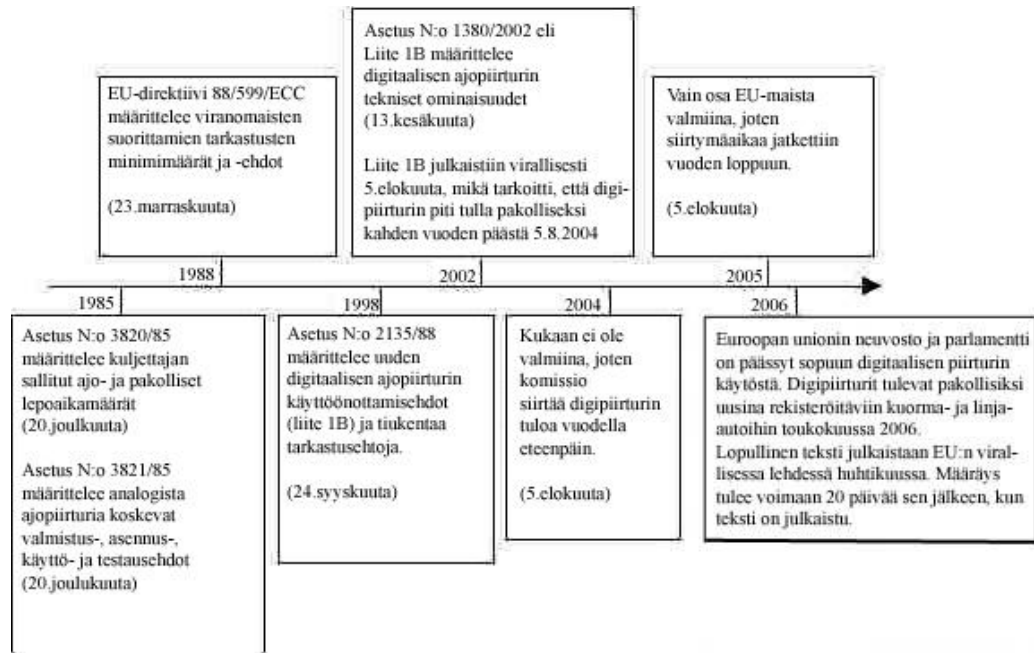 EU-direktiivi 88/599/ECC
määrittelee viranomaisten
suorittamien tarkastusten
minimimäärät ja -ehdot
(23.marraskuuta)
Asetus N:o 1380/2002 eli
Liite 1B määrittelee
digitaalisen ajopiirturin
tekniset ominaisuudet
(13.kesäkuuta)
Liite 1B julkaistiin virallisesti
5.elokuuta, mikä tarkoitti, että digi-
piirturin piti tulla pakolliseksi
kahden vuoden päästä 5.8.2004
Vain osa EU-maista
valmiina, joten
siirtymäaikaa jatkettiin
vuoden loppuun.
(5.elokuuta)
1988
2002
2005
1985
1998
2004
2006
Asetus N:o 3820/85
määrittelee kuljettajan
sallitut ajo- ja pakolliset
lepoaikamäärät
(20.joulkuuta)
Asetus N:o 3821/85
määrittelee analogista
ajopiirturia koskevat
valmistus-, asennus-,
käyttö- ja testausehdot
(20.joulukuuta)
Asetus N:o 2135/88
määrittelee uuden
digitaalisen ajopiirturin
käyttöönottamisehdot
(liite 1B) ja tiukentaa
tarkastusehtoja.
(24.syyskuuta)
Kukaan ei ole
valmiina, joten
komissio
siirtää digipiirturin
tuloa vuodella
eteenpäin.
(5.elokuuta)
Euroopan unionin neuvosto ja parlamentti
on päässyt sopuun digitaalisen piirturin
käytöstä. Digipiirturit tulevat pakollisiksi
uusina rekisteröitäviin kuorma- ja linja-
autoihin toukokuussa 2006.
Lopullinen teksti julkaistaan EU:n viral-
lisessa lehdessä huhtikuussa. Määräys
tulee voimaan 20 päivää sen jälkeen, kun
teksti on julkaistu.